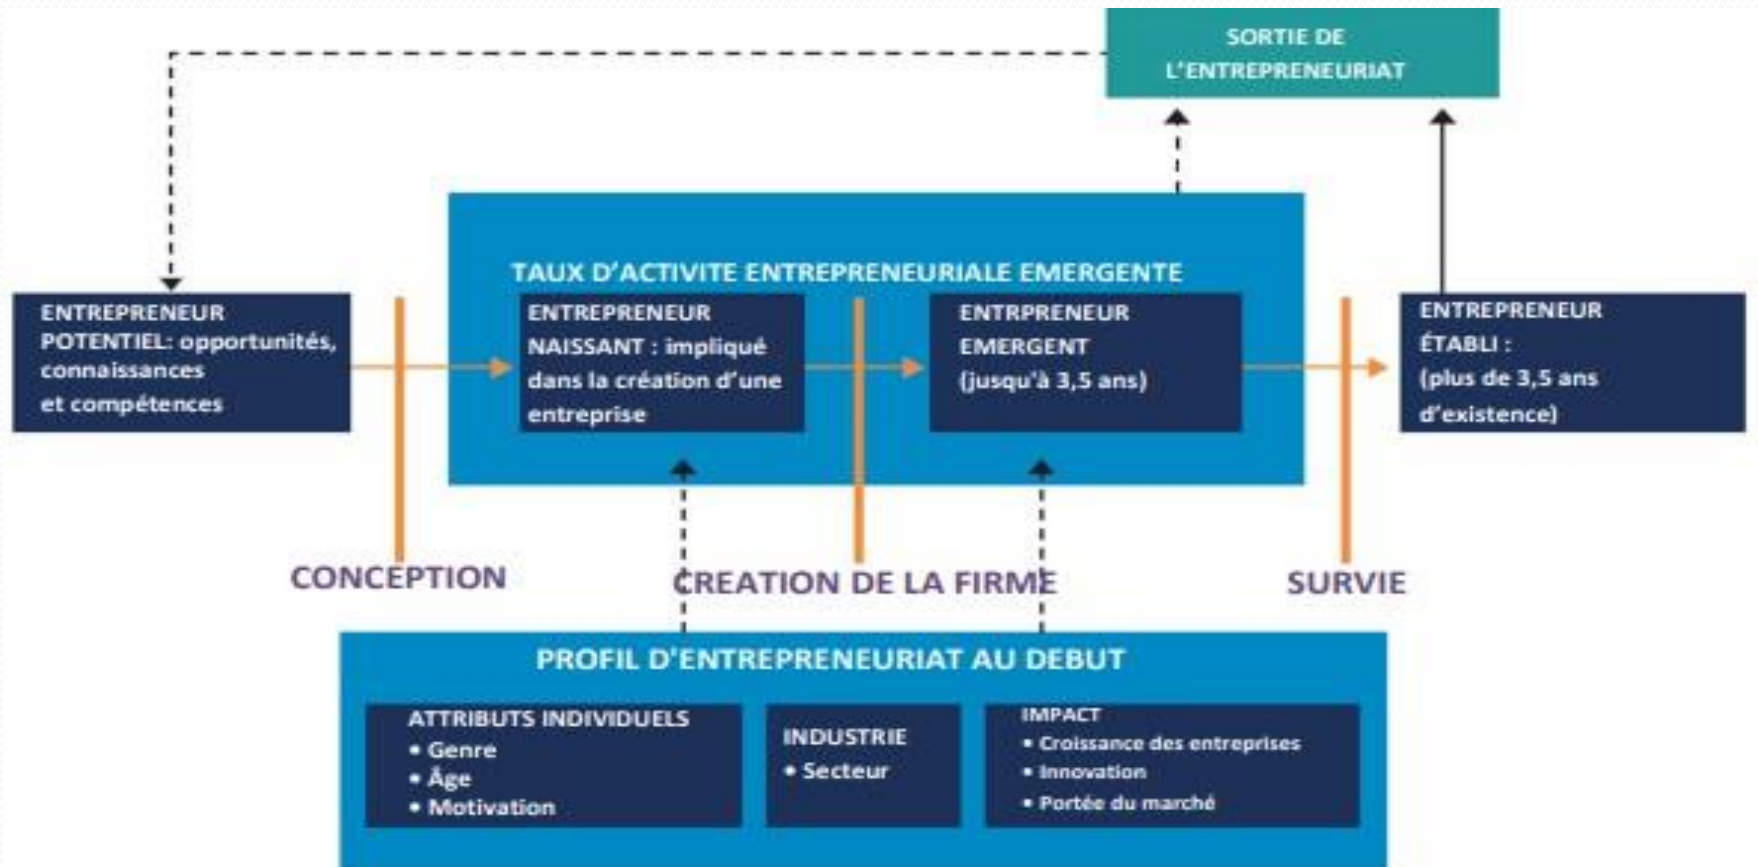 SORTIE DE
L'ENTREPRENEURIAT
TAUX D'ACTIVITE ENTREPRENEURIALE EMERGENTE
ENTREPRENEUR
POTENTIEL: opportunités,
connaissances
et compétences
ENTREPRENEUR
NAISSANT : impliqué
dans la création d'une
entreprise
ENTRPRENEUR
EMERGENT
(jusqu'à 3,5 ans)
ENTREPRENEUR
ÉTABLI :
(plus de 3,5 ans
d'existence)
CONCEPTION
CREATION DE LA FIRME
SURVIE
PROFIL D'ENTREPRENEURIAT AU DEBUT
ATTRIBUTS INDIVIDUELS
• Genre
• Âge
• Motivation
INDUSTRIE
• Secteur
IMPACT
• Croissance des entreprises
• Innovation
• Portée du marché